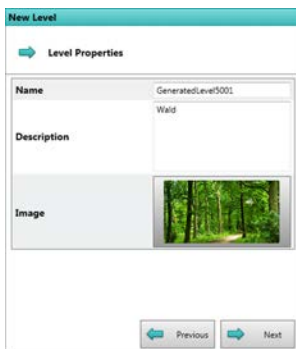 New Level
Level Properties
Name
GeneratedLevel5001
Description
Wald
Image
Previous
Next